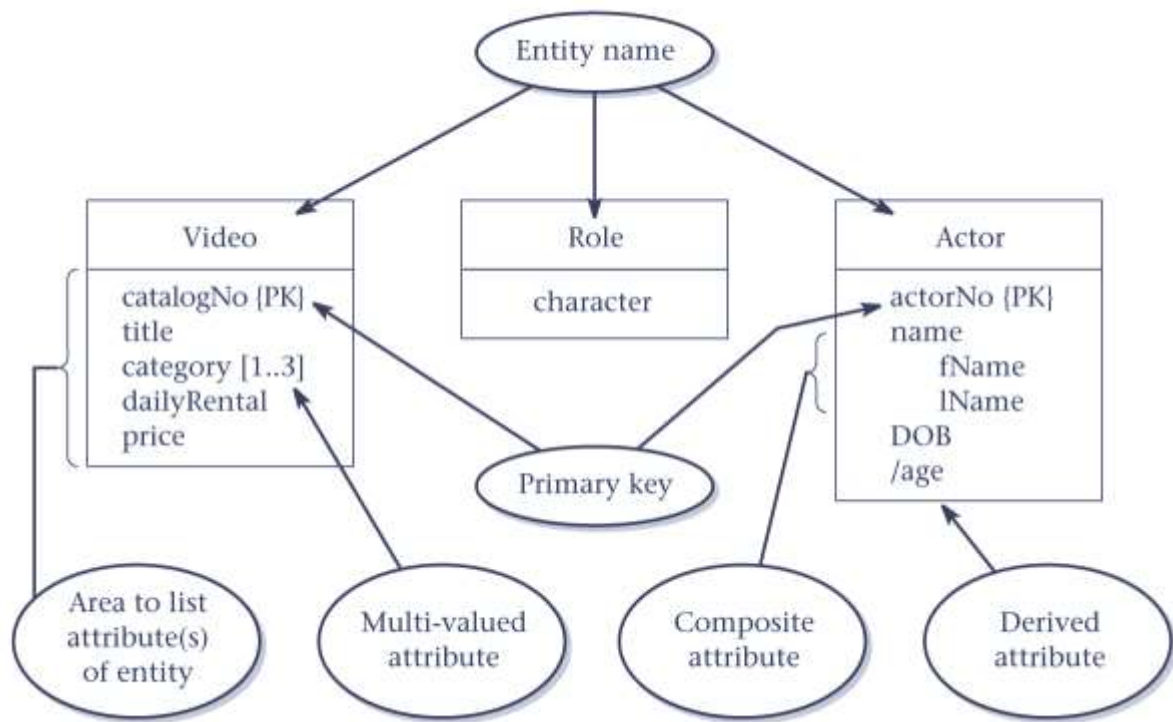 Entity name
Video
catalogNo {PK}
title
category [1..3]
dailyRental
price
Role
character
Actor
actorNo {PK}
name
fName
lName
DOB
/age
Primary key
Area to list
attribute(s)
of entity
Multi-valued
attribute
Composite
attribute
Derived
attribute